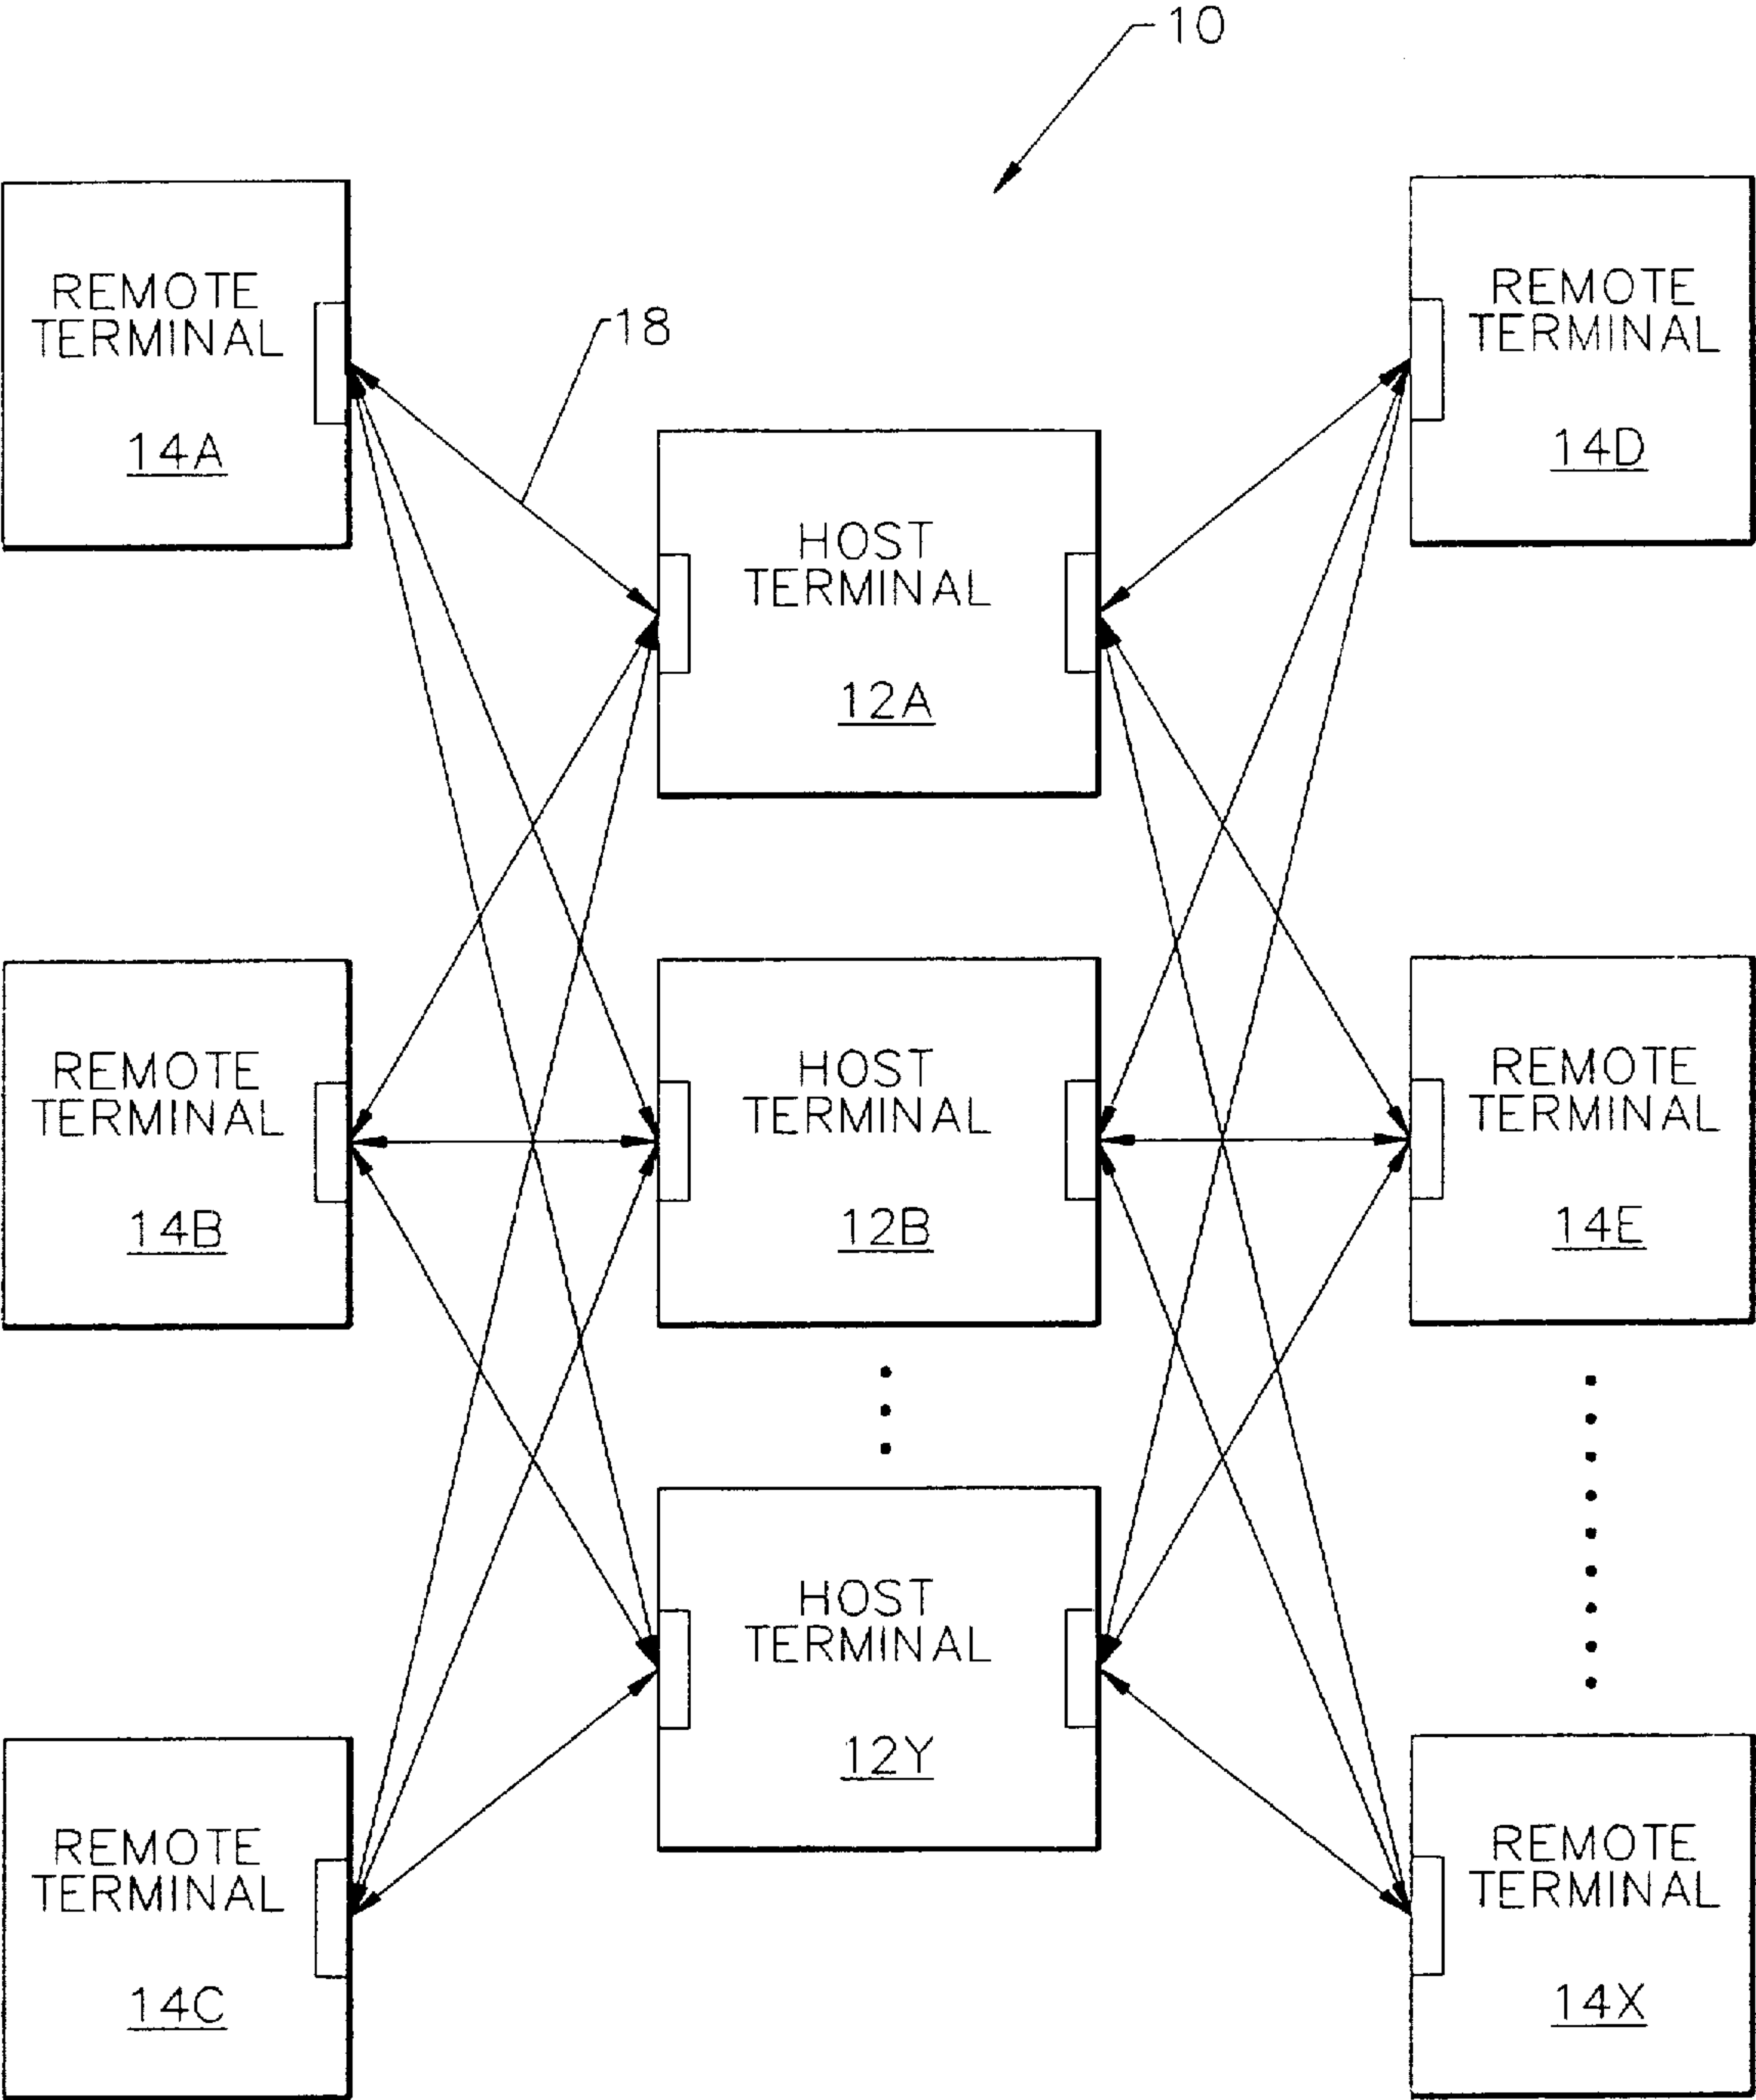 10
REMOTE
TERMINAL
14A
18
REMOTE
TERMINAL
14D
HOST
TERMINAL
12A
REMOTE
TERMINAL
14B
HOST
TERMINAL
12B
REMOTE
TERMINAL
14E
HOST
TERMINAL
12Y
REMOTE
TERMINAL
14C
REMOTE
TERMINAL
14X